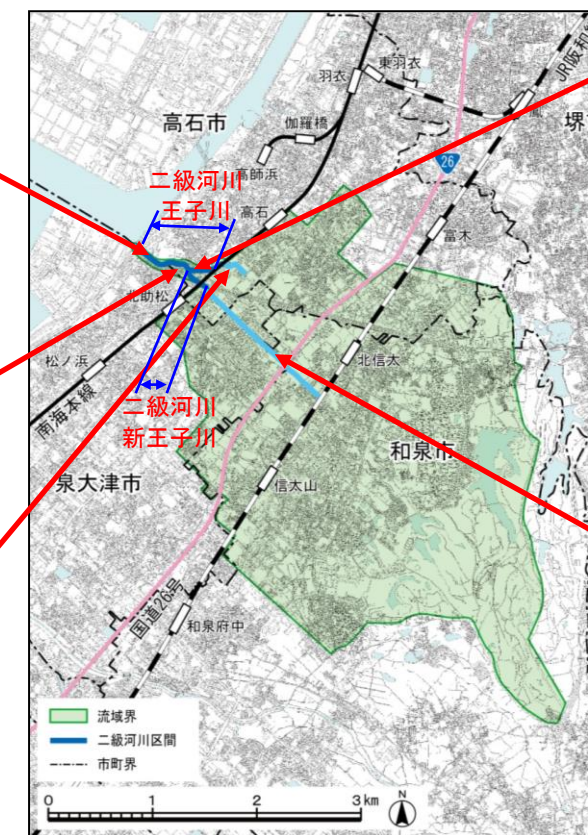 JR阪和
東羽衣
羽衣
高石市
堺
伽羅橋
26
高師浜
二級河川
王子川
高石
富木
北助松
北信太
松ノ浜
二級河川
新王子川
南海本線
和泉市
泉大津市
信太山
国道26号
和泉府中
流域界
二級河川区間
市町界
0 1 2 3km
N